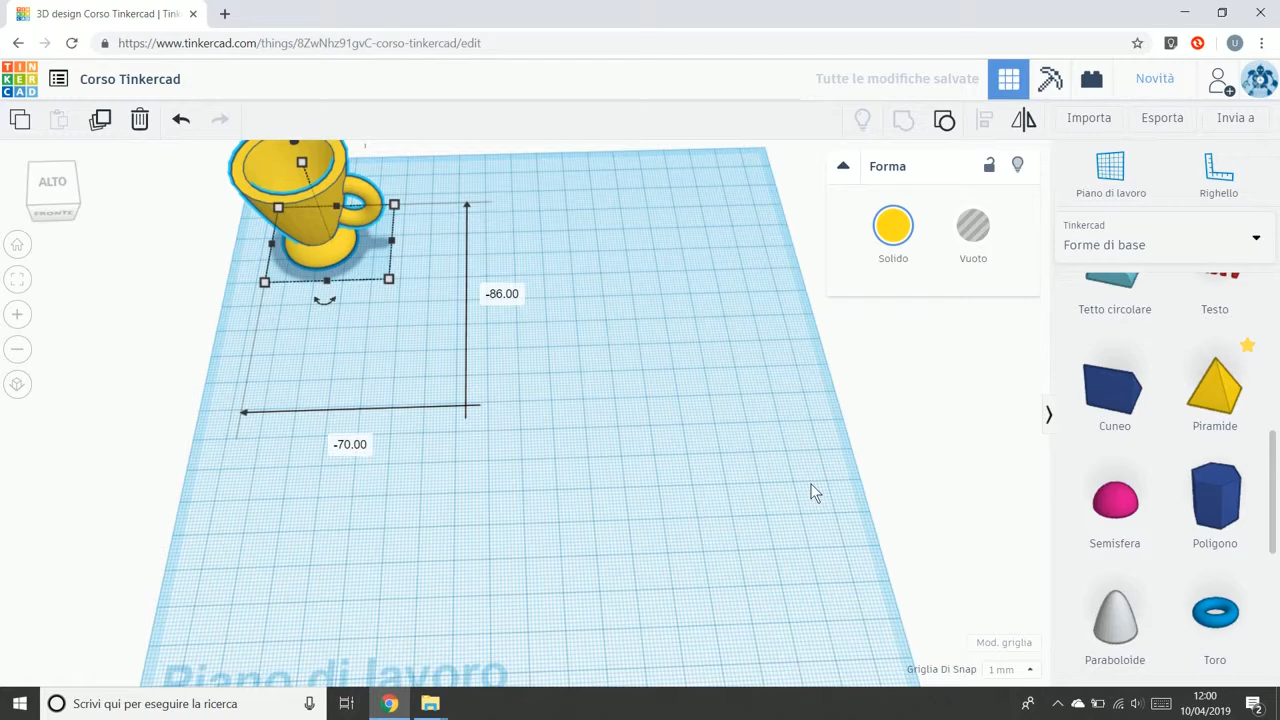 3D design Corso Tinkercad | Tink
https://www.tinkercad.com/things/8ZwNhz91gvC-corso-tinkercad/edit
U
TIN
KER
CAD
Corso Tinkercad
Tutte le modifiche salvate
Novità
Importa
Esporta
Invia a
ALTO
FRONTE
Forma
Solido
Vuoto
Piano di lavoro
Righello
Tinkercad
Forme di base
Tetto circolare
Testo
Cuneo
Piramide
Semisfera
Poligono
Paraboloide
Toro
-86.00
-70.00
Piano di lavoro
Mod. griglia
Griglia Di Snap
1 mm
Scrivi qui per eseguire la ricerca
12:00
10/04/2019
2